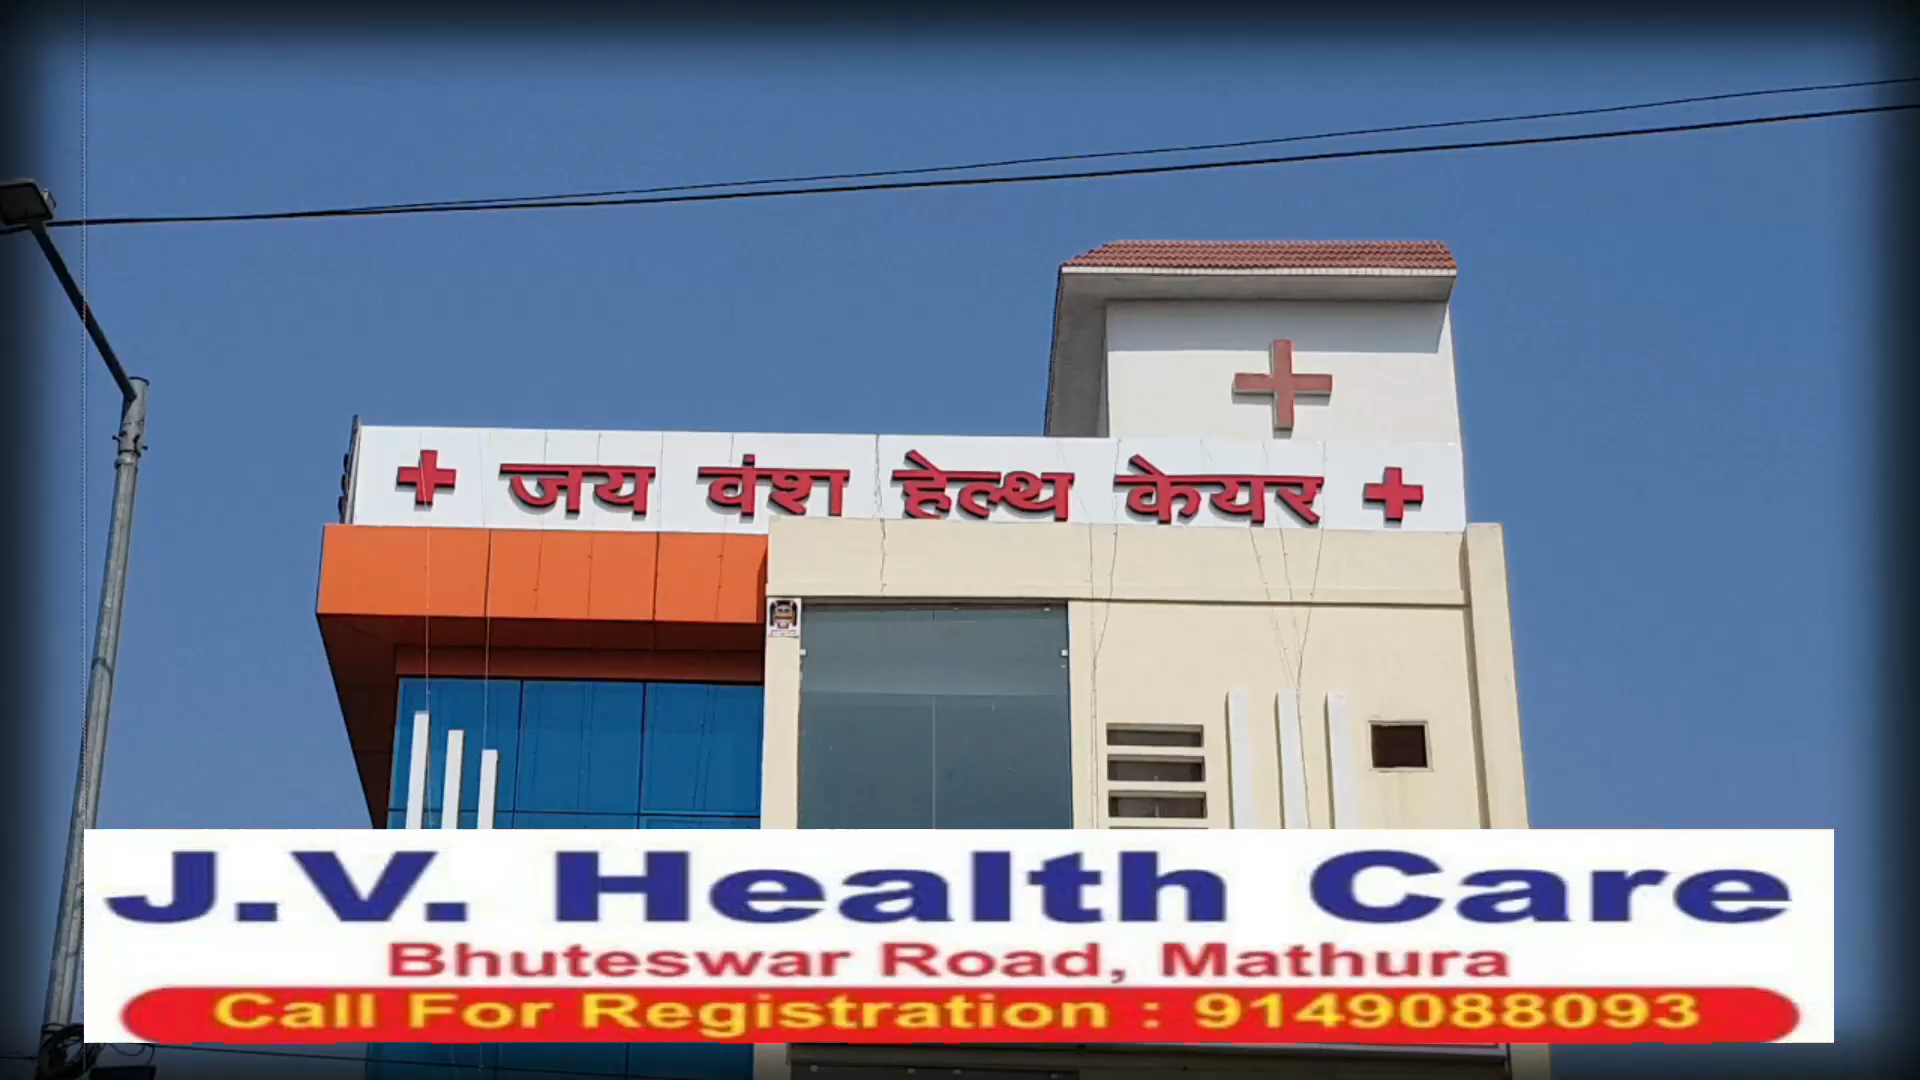 जय वंश हेल्थ केयर
J.V. Health Care
Bhuteswar Road, Mathura
Call For Registration : 9149088093